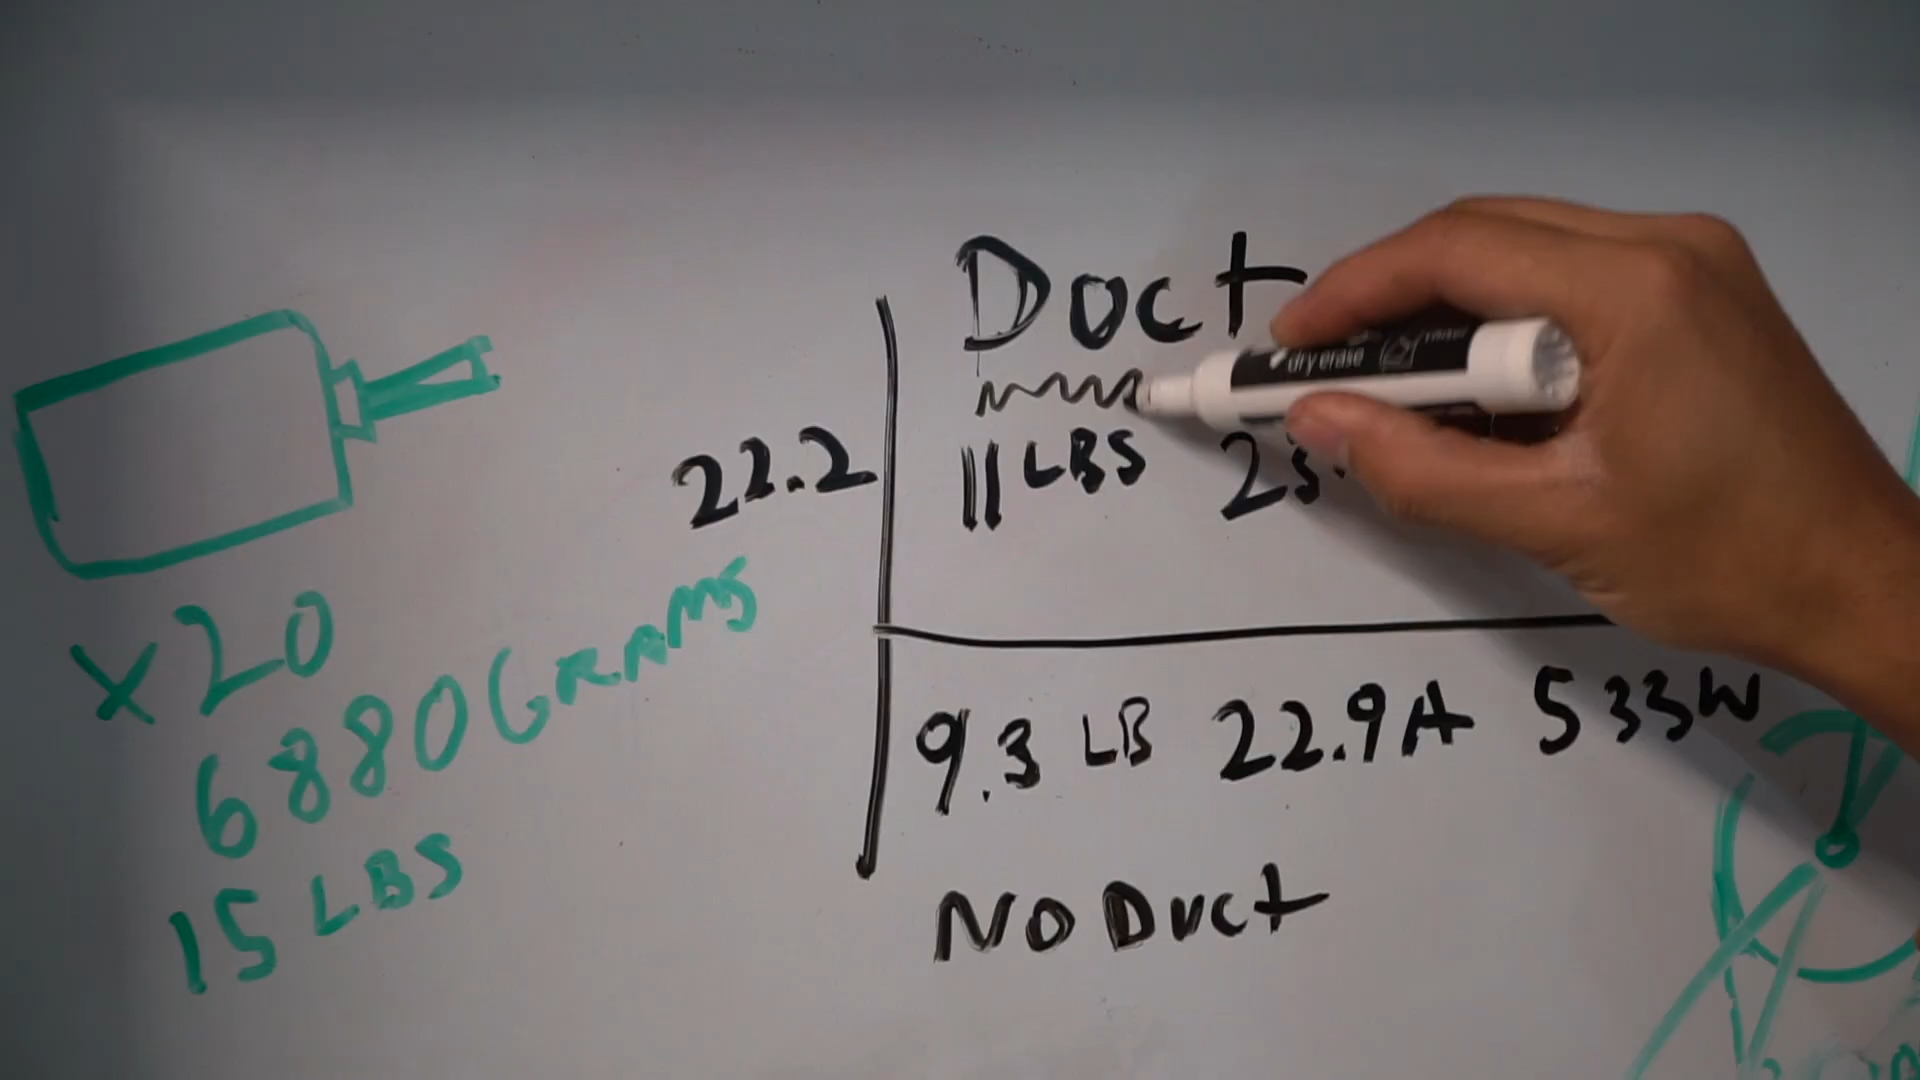 Duct
22.2
11 LBS 23.
9.3 LB 22.9A 533W
NO Duct
x20
6880 GRAMS
15 LBS
dry erase